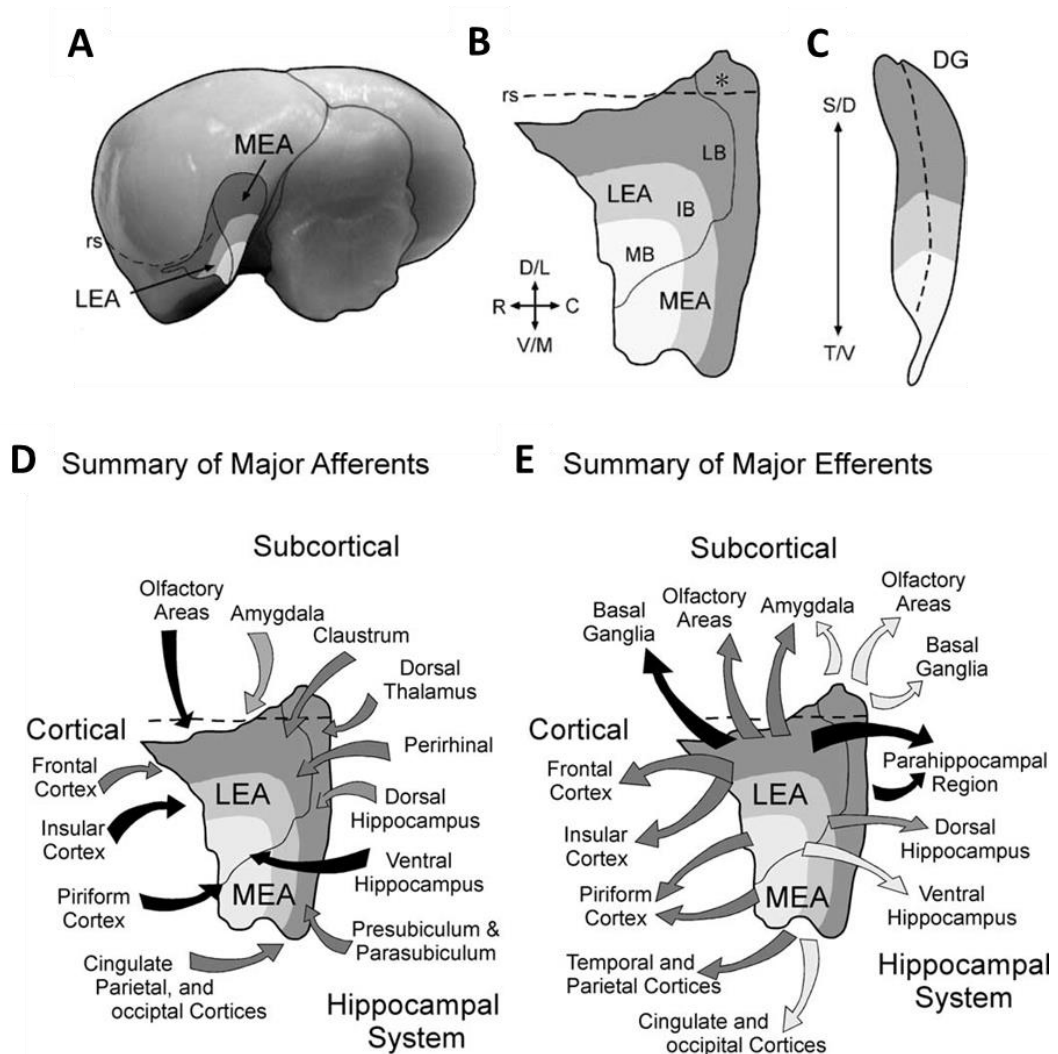 A
MEA
rs
LEA
B
*
rs
LB
LEA
IB
MB
D/L
R
C
V/M
MEA
C
DG
S/D
T/V
D Summary of Major Afferents
Subcortical
Olfactory
Areas
Amygdala
Claustrum
Dorsal
Thalamus
Cortical
Perirhinal
Frontal
Cortex
LEA
Dorsal
Hippocampus
Insular
Cortex
Ventral
Hippocampus
Piriform
Cortex
MEA
Presubiculum &
Parasubiculum
Cingulate
Parietal, and
occiptal Cortices
Hippocampal
System
E Summary of Major Efferents
Subcortical
Basal
Ganglia
Olfactory
Areas
Amygdala
Olfactory
Areas
Basal
Ganglia
Cortical
Parahippocampal
Region
Frontal
Cortex
LEA
Insular
Cortex
Dorsal
Hippocampus
Piriform
Cortex
MEA
Ventral
Hippocampus
Temporal and
Parietal Cortices
Hippocampal
System
Cingulate and
occipital Cortices